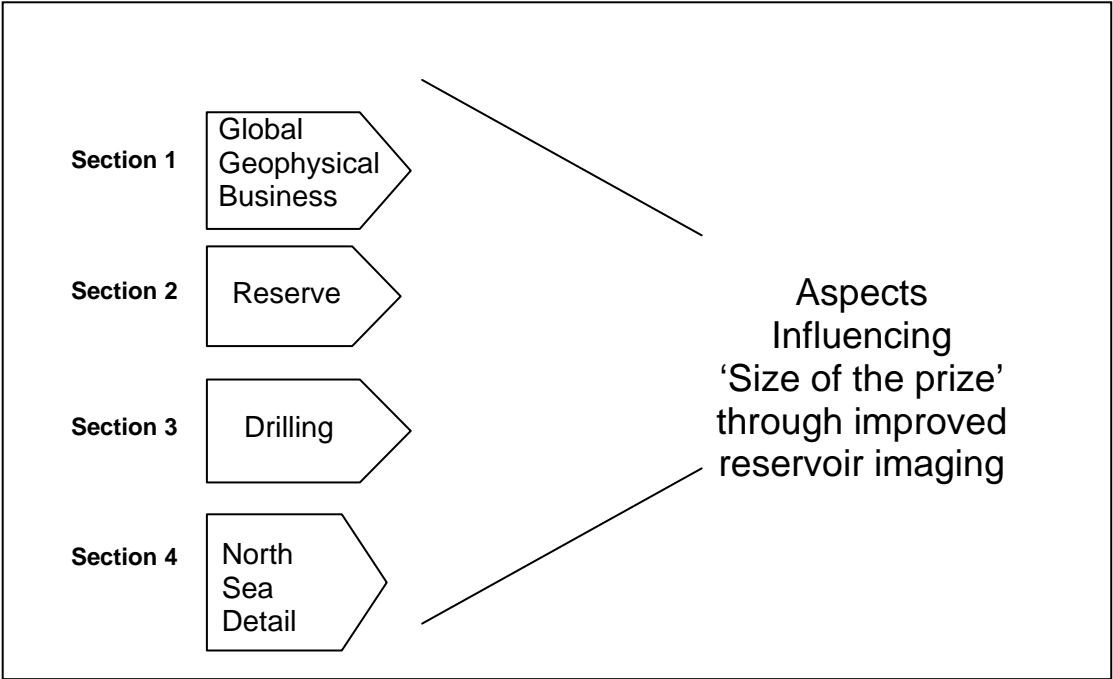 Section 1
Global
Geophysical
Business
Section 2
Reserve
Section 3
Drilling
Section 4
North
Sea
Detail
Aspects
Influencing
‘Size of the prize’
through improved
reservoir imaging